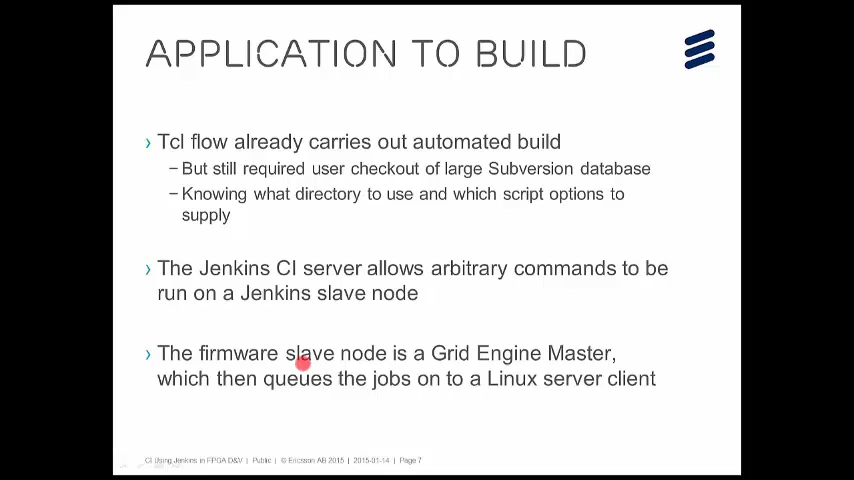 APPLICATION TO BUILD
› Tcl flow already carries out automated build
– But still required user checkout of large Subversion database
– Knowing what directory to use and which script options to
supply
› The Jenkins CI server allows arbitrary commands to be
run on a Jenkins slave node
› The firmware slave node is a Grid Engine Master,
which then queues the jobs on to a Linux server client
CI Using Jenkins in FPGA D&V | Public | © Ericsson AB 2015 | 2015-01-14 | Page 7